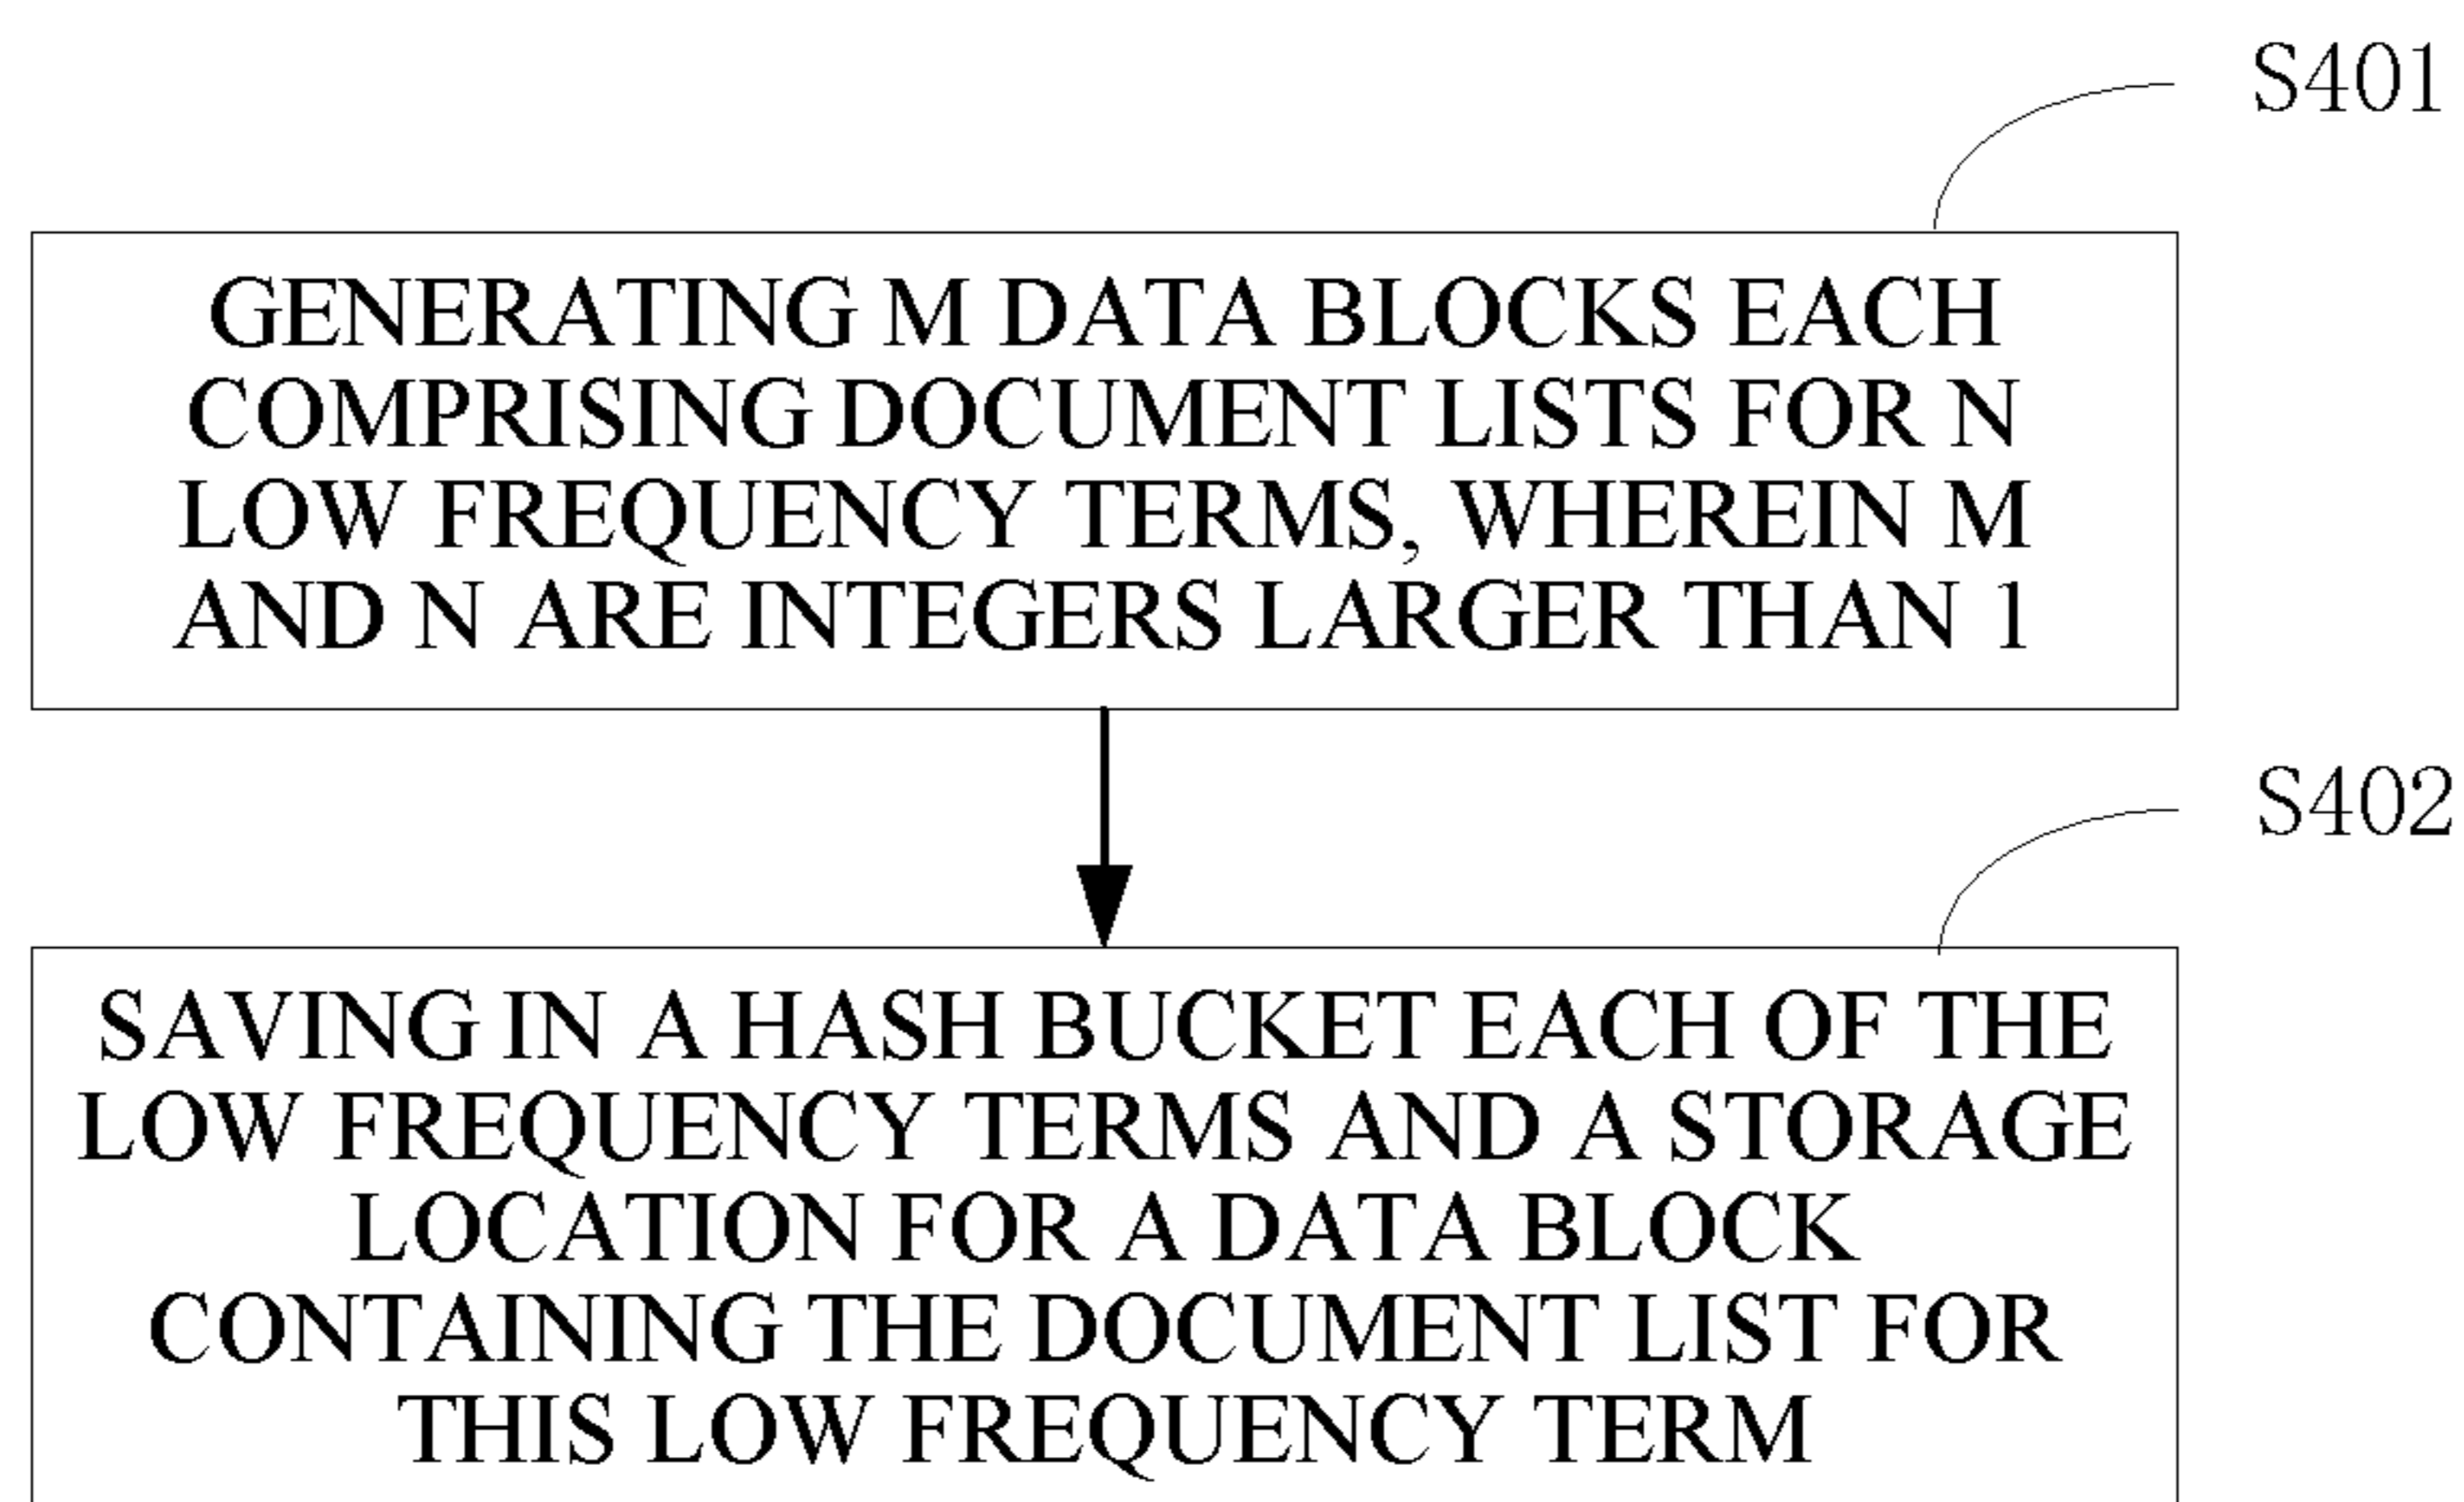 S401
GENERATING M DATA BLOCKS EACH
COMPRISING DOCUMENT LISTS FOR N
LOW FREQUENCY TERMS, WHEREIN M
AND N ARE INTEGERS LARGER THAN 1
S402
SAVING IN A HASH BUCKET EACH OF THE
LOW FREQUENCY TERMS AND A STORAGE
LOCATION FOR A DATA BLOCK
CONTAINING THE DOCUMENT LIST FOR
THIS LOW FREQUENCY TERM